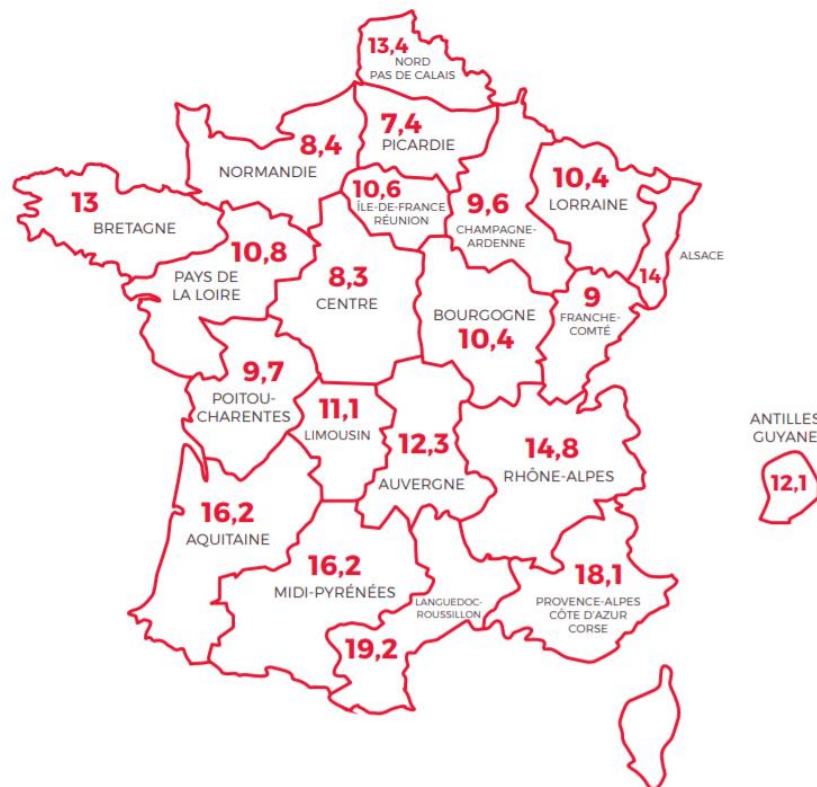 13,4
NORD
PAS DE CALAIS
8,4
NORMANDIE
7,4
PICARDIE
10,6
ÎLE-DE-FRANCE
RÉUNION
9,6
CHAMPAGNE-
ARDENNE
10,4
LORRAINE
14
ALSACE
13
BRETAGNE
10,8
PAYS DE
LA LOIRE
8,3
CENTRE
BOURGOGNE
10,4
9
FRANCHE-
COMTÉ
9,7
POITOU-
CHARENTES
11,1
LIMOUSIN
12,3
AUVERGNE
14,8
RHÔNE-ALPES
ANTILLES
GUYANE
12,1
16,2
AQUITAINE
16,2
MIDI-PYRÉNÉES
LANGUEDOC-
ROUSSILLON
19,2
18,1
PROVENCE-ALPES
CÔTE D'AZUR
CORSE